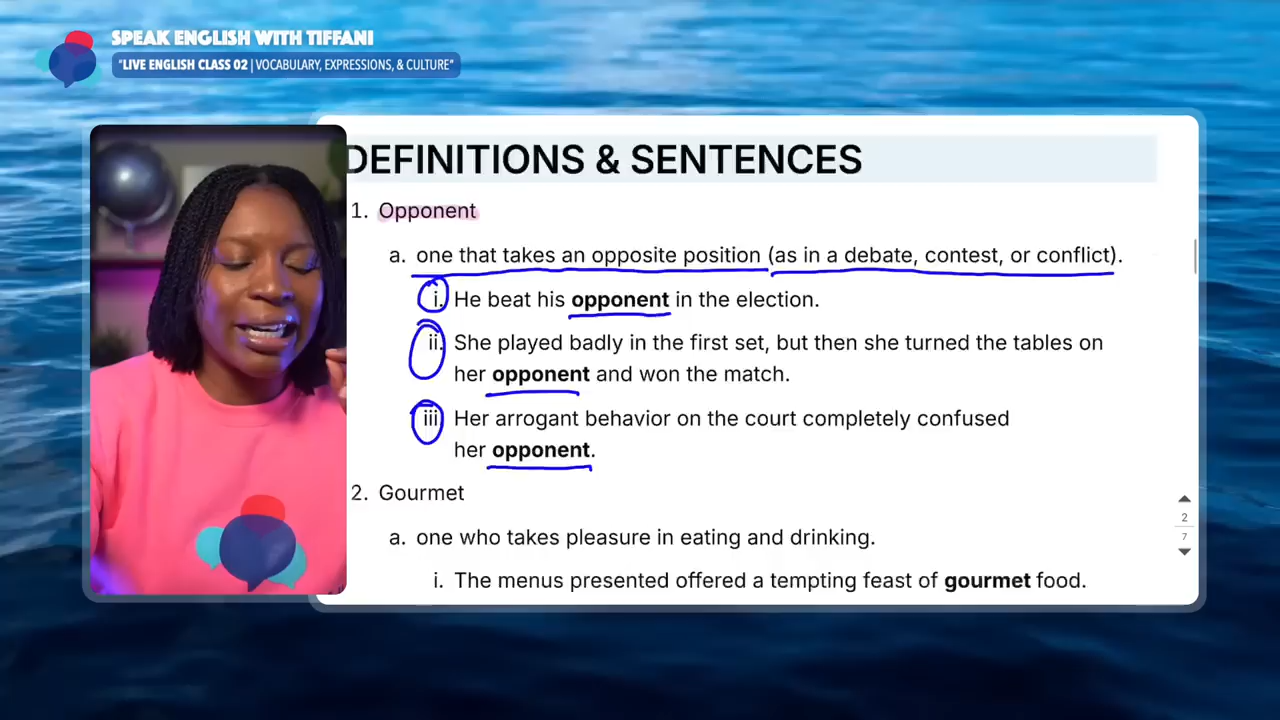 SPEAK ENGLISH WITH TIFFANI
"LIVE ENGLISH CLASS 02 | VOCABULARY, EXPRESSIONS, & CULTURE"
DEFINITIONS & SENTENCES
1. Opponent
a. one that takes an opposite position (as in a debate, contest, or conflict).
i. He beat his opponent in the election.
ii. She played badly in the first set, but then she turned the tables on
her opponent and won the match.
iii. Her arrogant behavior on the court completely confused
her opponent.
2. Gourmet
a. one who takes pleasure in eating and drinking.
i. The menus presented offered a tempting feast of gourmet food.
2
7